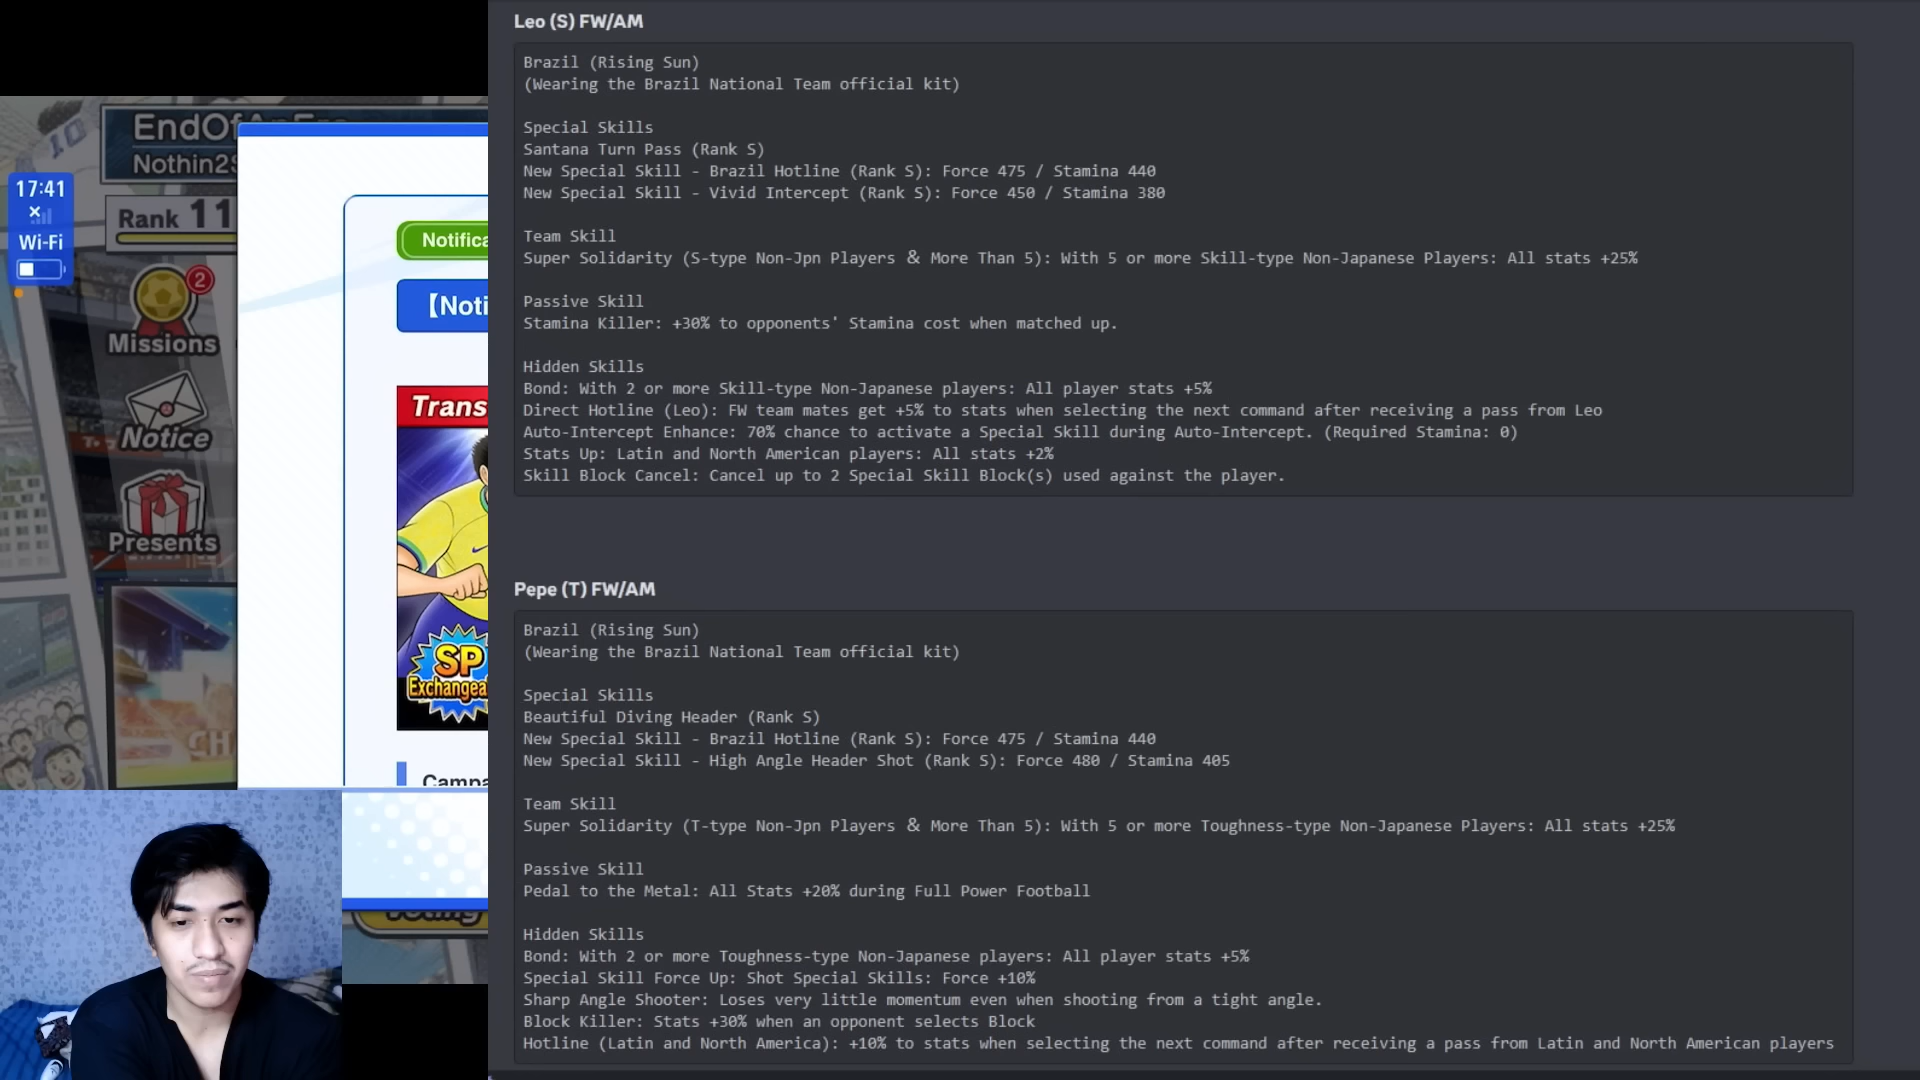 EndOfAnEra
Nothin2S
17:41
×
Wi-Fi
Rank 11
2
Missions
Notice
Presents
Notifica
【Noti
Trans
SP
Exchangea
Campa
Voting
Leo (S) FW/AM
Brazil (Rising Sun)
(Wearing the Brazil National Team official kit)
Special Skills
Santana Turn Pass (Rank S)
New Special Skill - Brazil Hotline (Rank S): Force 475 / Stamina 440
New Special Skill - Vivid Intercept (Rank S): Force 450 / Stamina 380
Team Skill
Super Solidarity (S-type Non-Jpn Players & More Than 5): With 5 or more Skill-type Non-Japanese Players: All stats +25%
Passive Skill
Stamina Killer: +30% to opponents' Stamina cost when matched up.
Hidden Skills
Bond: With 2 or more Skill-type Non-Japanese players: All player stats +5%
Direct Hotline (Leo): FW team mates get +5% to stats when selecting the next command after receiving a pass from Leo
Auto-Intercept Enhance: 70% chance to activate a Special Skill during Auto-Intercept. (Required Stamina: 0)
Stats Up: Latin and North American players: All stats +2%
Skill Block Cancel: Cancel up to 2 Special Skill Block(s) used against the player.
Pepe (T) FW/AM
Brazil (Rising Sun)
(Wearing the Brazil National Team official kit)
Special Skills
Beautiful Diving Header (Rank S)
New Special Skill - Brazil Hotline (Rank S): Force 475 / Stamina 440
New Special Skill - High Angle Header Shot (Rank S): Force 480 / Stamina 405
Team Skill
Super Solidarity (T-type Non-Jpn Players & More Than 5): With 5 or more Toughness-type Non-Japanese Players: All stats +25%
Passive Skill
Pedal to the Metal: All Stats +20% during Full Power Football
Hidden Skills
Bond: With 2 or more Toughness-type Non-Japanese players: All player stats +5%
Special Skill Force Up: Shot Special Skills: Force +10%
Sharp Angle Shooter: Loses very little momentum even when shooting from a tight angle.
Block Killer: Stats +30% when an opponent selects Block
Hotline (Latin and North America): +10% to stats when selecting the next command after receiving a pass from Latin and North American players